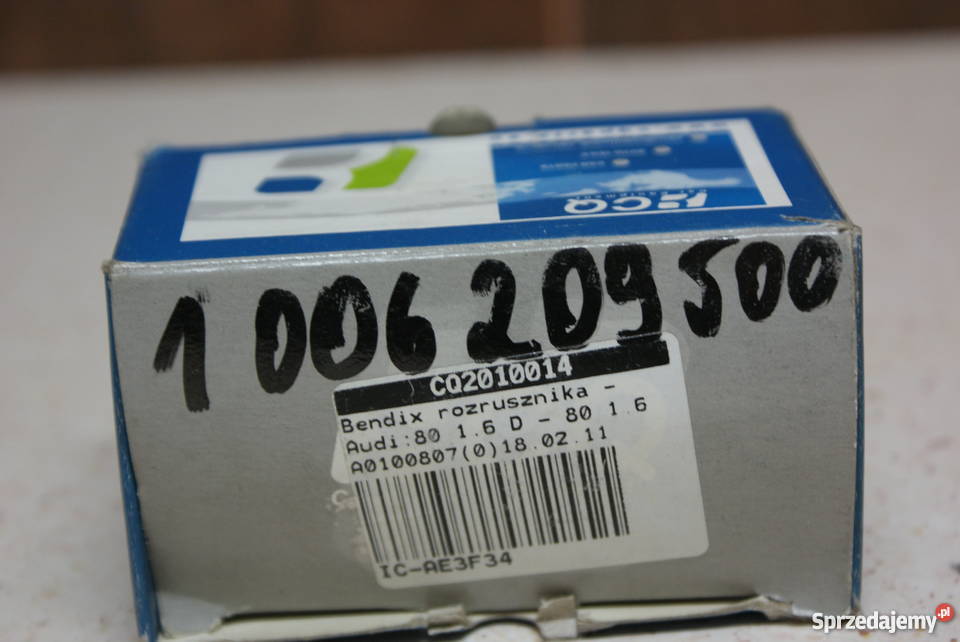 CQ
1 006 209 500
CQ2010014
Bendix rozrusznika -
Audi:80 1.6 D - 80 1.6
A0100807(0)18.02.11
IC-AE3F34
Sprzedajemy.pl